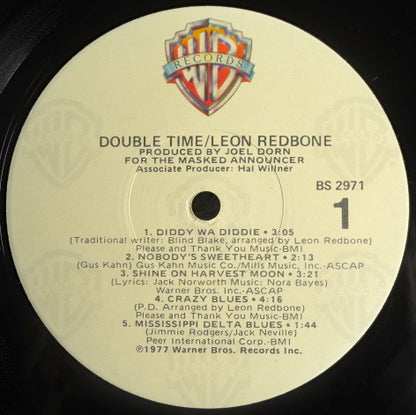 WB
RECORDS
DOUBLE TIME/LEON REDBONE
PRODUCED BY JOEL DORN
FOR THE MASKED ANNOUNCER
Associate Producer: Hal Willner
BS 2971
1
1. DIDDY WA DIDDIE • 3:05
(Traditional writer: Blind Blake, arranged by Leon Redbone)
Please and Thank You Music-BMI
2. NOBODY'S SWEETHEART • 2:13
(Gus Kahn) Gus Kahn Music Co./Mills Music, Inc.-ASCAP
3. SHINE ON HARVEST MOON • 3:21
(Lyrics: Jack Norworth Music: Nora Bayes)
Warner Bros. Inc-ASCAP
4. CRAZY BLUES • 4:16
(P.D. Arranged by Leon Redbone)
Please and Thank You Music-BMI
5. MISSISSIPPI DELTA BLUES • 1:44
(Jimmie Rodgers/Jack Neville)
Peer International Corp.-BMI
℗1977 Warner Bros. Records Inc.